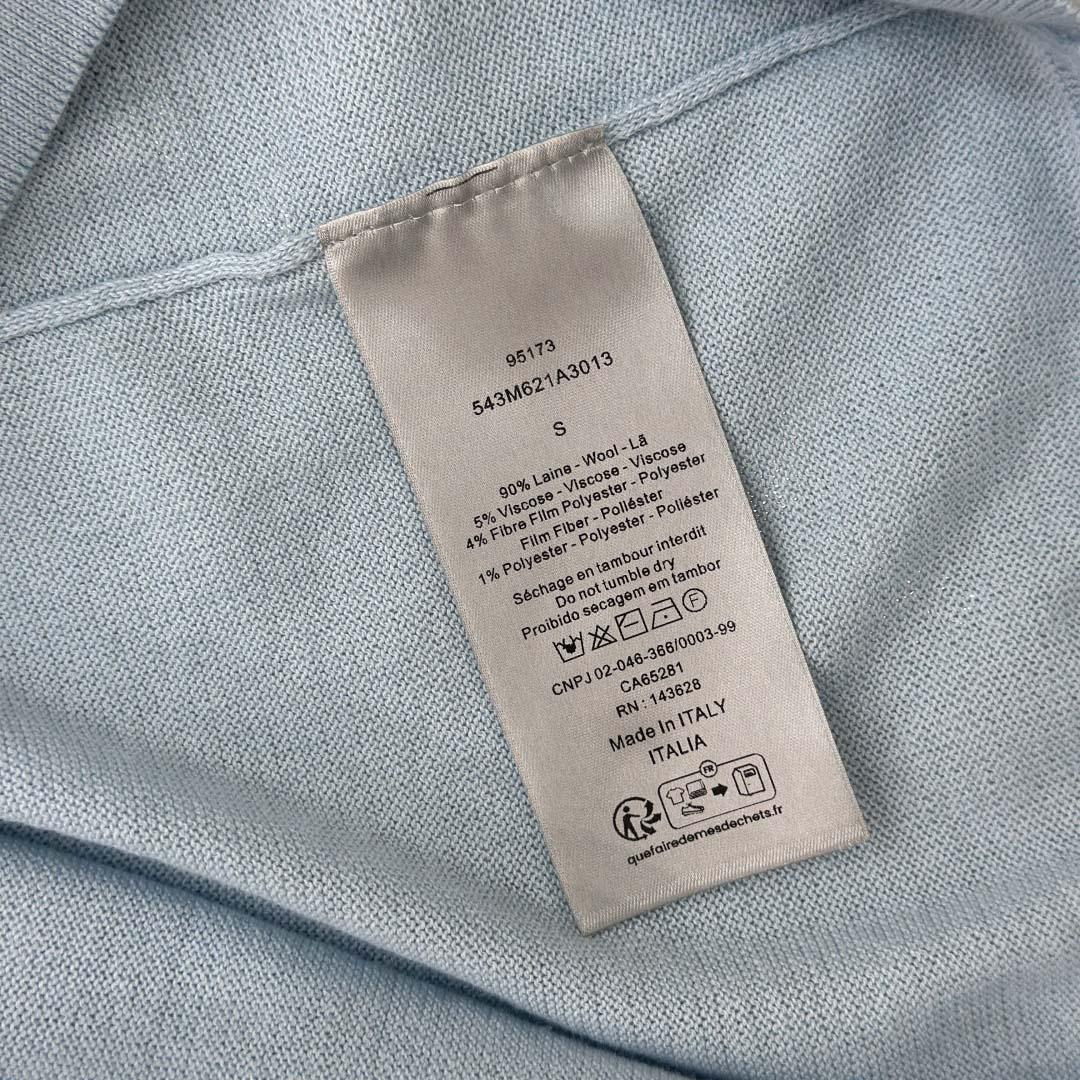 95173
543M621A3013
S
90% Laine - Wool - Lã
5% Viscose - Viscose - Viscose
4% Fibre Film Polyester - Polyester
Film Fiber - Poliéster
1% Polyester - Polyester - Poliéster
Séchage en tambour interdit
Do not tumble dry
Proibido secagem em tambor
F
CNPJ 02-046-366/0003-99
CA65281
RN : 143628
Made In ITALY
ITALIA
FR
quefairedemesdechets.fr